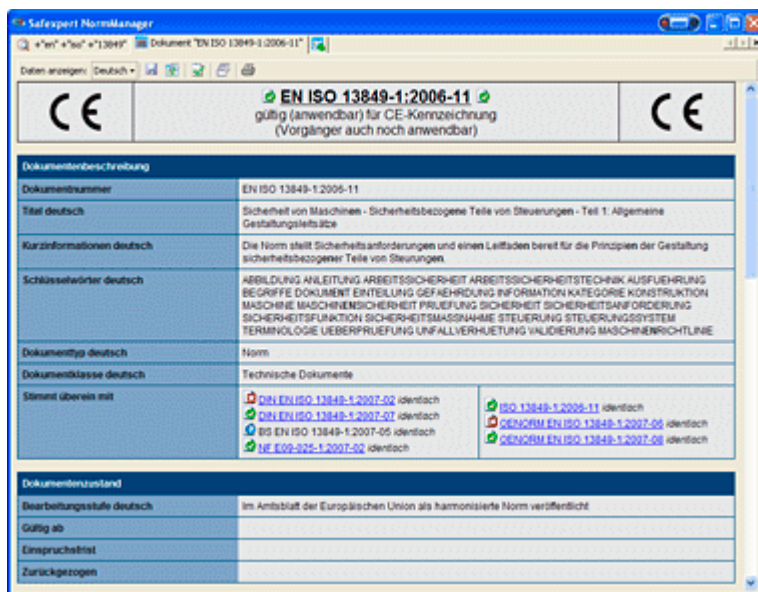 Safexpert NormManager
+"en" +"iso" +"13849" Dokument "EN ISO 13849-1:2006-11"
Daten anzeigen: Deutsch
CE
EN ISO 13849-1:2006-11
gültig (anwendbar) für CE-Kennzeichnung
(Vorgänger auch noch anwendbar)
CE
Dokumentenbeschreibung
Dokumentnummer EN ISO 13849-1:2006-11
Titel deutsch Sicherheit von Maschinen - Sicherheitsbezogene Teile von Steuerungen - Teil 1: Allgemeine
Gestaltungsleitsätze
Kurzinformationen deutsch Die Norm stellt Sicherheitsanforderungen und einen Leitfaden bereit für die Prinzipien der Gestaltung
sicherheitsbezogener Teile von Steurungen.
Schlüsselwörter deutsch ABBILDUNG ANLEITUNG ARBEITSSICHERHEIT ARBEITSSICHERHEITSTECHNIK AUSFUEHRUNG
BEGRIFFE DOKUMENT EINTEILUNG GEFAEHRDUNG INFORMATION KATEGORIE KONSTRUKTION
MASCHINE MASCHINENSICHERHEIT PRUEFUNG SICHERHEIT SICHERHEITSANFORDERUNG
SICHERHEITSFUNKTION SICHERHEITSMASSNAHME STEUERUNG STEUERUNGSSYSTEM
TERMINOLOGIE UEBERPRUEFUNG UNFALLVERHUETUNG VALIDIERUNG MASCHINENRICHTLINIE
Dokumenttyp deutsch Norm
Dokumentklasse deutsch Technische Dokumente
Stimmt überein mit
DIN EN ISO 13849-1:2007-02 identisch
DIN EN ISO 13849-1:2007-07 identisch
BS EN ISO 13849-1:2007-05 identisch
NF E09-025-1:2007-02 identisch
ISO 13849-1:2006-11 identisch
OENORM EN ISO 13849-1:2007-06 identisch
OENORM EN ISO 13849-1:2007-08 identisch
Dokumentenzustand
Bearbeitungsstufe deutsch Im Amtsblatt der Europäischen Union als harmonisierte Norm veröffentlicht
Gültig ab
Einspruchsfrist
Zurückgezogen